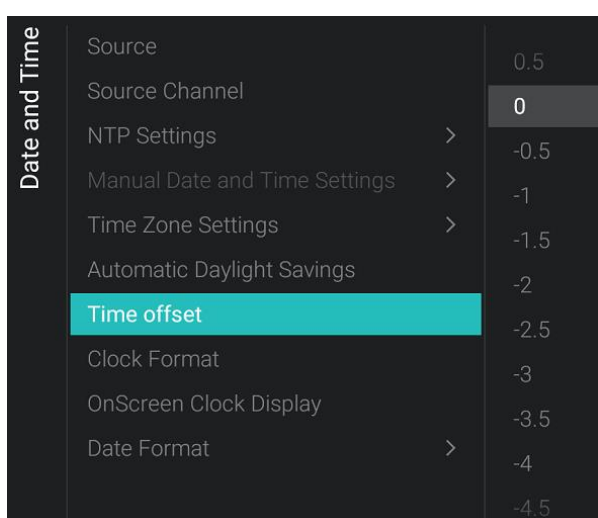 Date and Time
Source
Source Channel
NTP Settings >
Manual Date and Time Settings >
Time Zone Settings >
Automatic Daylight Savings
Time offset
Clock Format
OnScreen Clock Display
Date Format >
0.5
0
-0.5
-1
-1.5
-2
-2.5
-3
-3.5
-4
-4.5